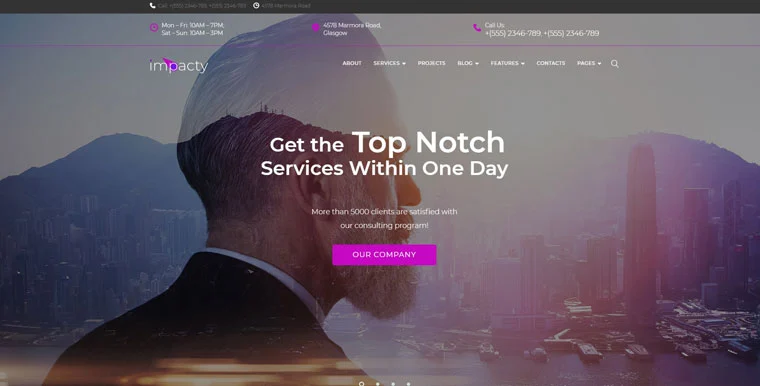 Call: +(555) 2346-789, +(555) 2346-789 4578 Marmora Road
Mon – Fri: 10AM – 7PM;
Sat – Sun: 10AM – 3PM
4578 Marmora Road,
Glasgow
Call Us:
+(555) 2346-789, +(555) 2346-789
impacty
ABOUT SERVICES PROJECTS BLOG FEATURES CONTACTS PAGES
Get the Top Notch
Services Within One Day
More than 5000 clients are satisfied with
our consulting program!
OUR COMPANY